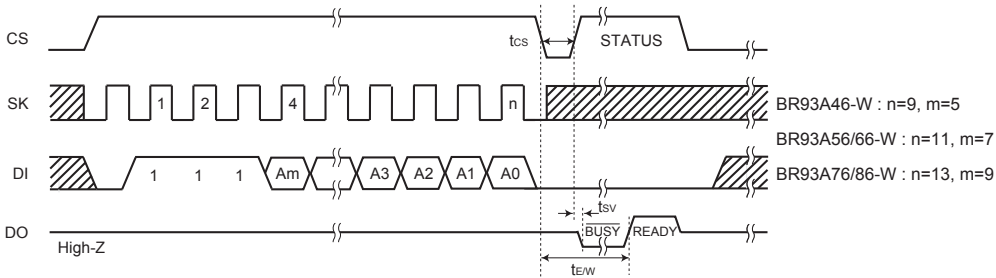 CS
tCS
STATUS
SK
1
2
4
n
BR93A46-W : n=9, m=5
BR93A56/66-W : n=11, m=7
DI
1
1
1
Am
A3
A2
A1
A0
BR93A76/86-W : n=13, m=9
tSV
DO
BUSY
READY
High-Z
tE/W